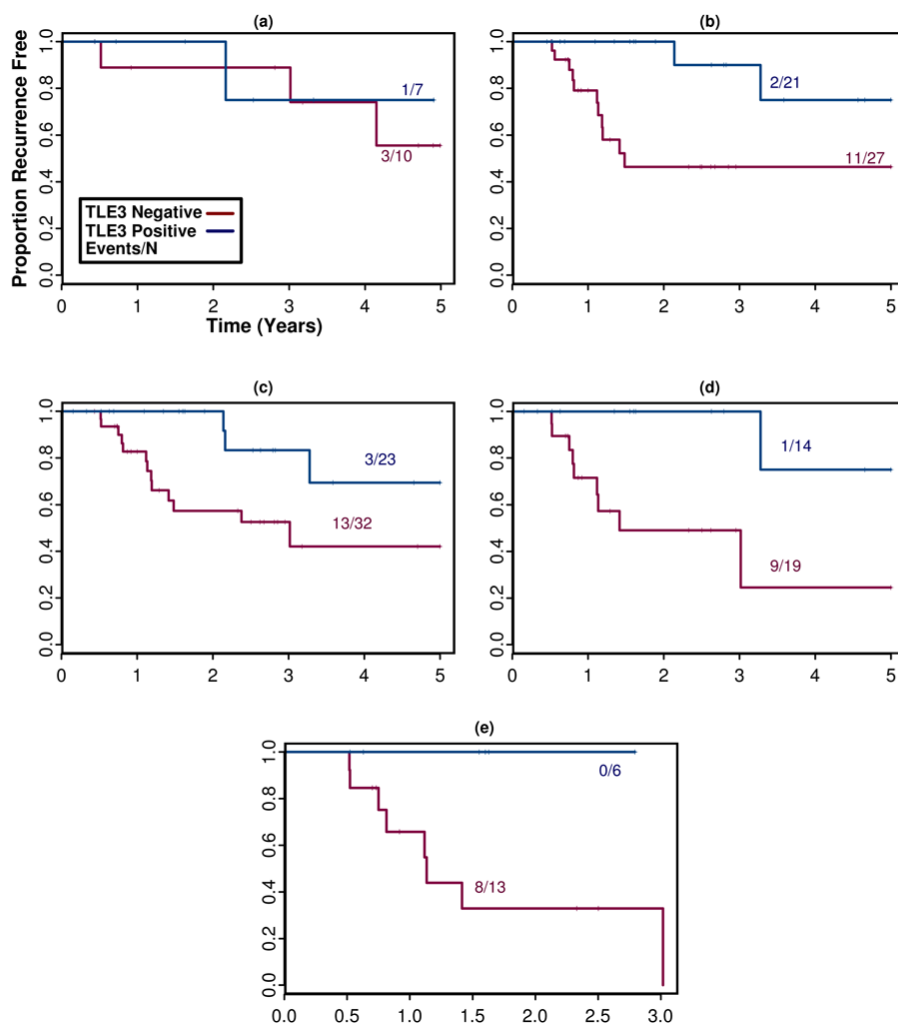 (a)
Proportion Recurrence Free
1.0
0.8
0.6
0.4
0.2
0.0
1/7
3/10
TLE3 Negative
TLE3 Positive
Events/N
0 1 2 3 4 5
Time (Years)
(b)
1.0
0.8
0.6
0.4
0.2
0.0
2/21
11/27
0 1 2 3 4 5
(c)
1.0
0.8
0.6
0.4
0.2
0.0
3/23
13/32
0 1 2 3 4 5
(d)
1.0
0.8
0.6
0.4
0.2
0.0
1/14
9/19
0 1 2 3 4 5
(e)
1.0
0.8
0.6
0.4
0.2
0.0
0/6
8/13
0.0 0.5 1.0 1.5 2.0 2.5 3.0